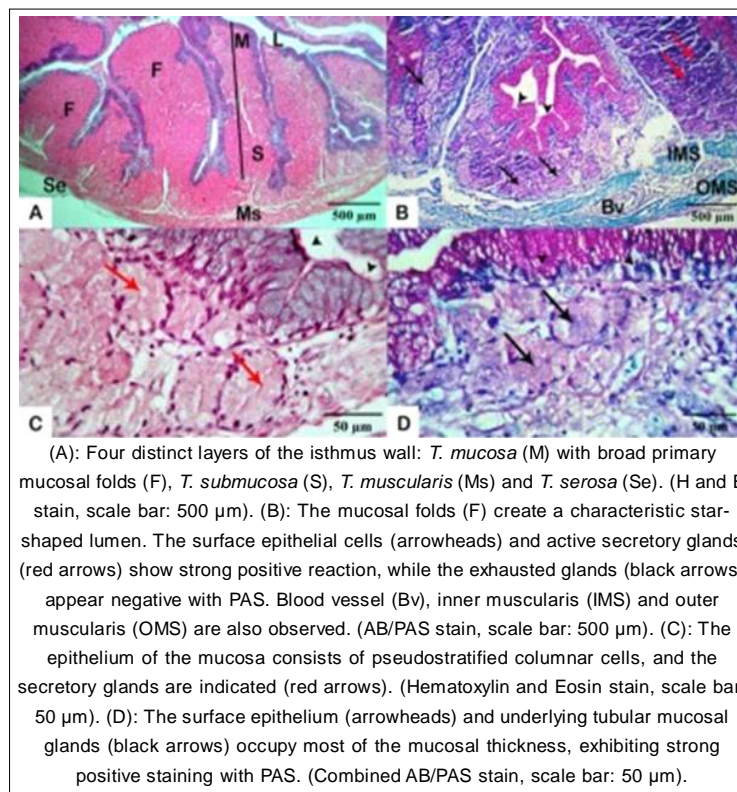 M L
F
F
S
Se
Ms
A 500 µm
IMS
OMS
Bv
B 500 µm
C 50 µm
D 50 µm
(A): Four distinct layers of the isthmus wall: T. mucosa (M) with broad primary
mucosal folds (F), T. submucosa (S), T. muscularis (Ms) and T. serosa (Se). (H and E
stain, scale bar: 500 µm). (B): The mucosal folds (F) create a characteristic star-
shaped lumen. The surface epithelial cells (arrowheads) and active secretory glands
(red arrows) show strong positive reaction, while the exhausted glands (black arrows
appear negative with PAS. Blood vessel (Bv), inner muscularis (IMS) and outer
muscularis (OMS) are also observed. (AB/PAS stain, scale bar: 500 µm). (C): The
epithelium of the mucosa consists of pseudostratified columnar cells, and the
secretory glands are indicated (red arrows). (Hematoxylin and Eosin stain, scale bar
50 µm). (D): The surface epithelium (arrowheads) and underlying tubular mucosal
glands (black arrows) occupy most of the mucosal thickness, exhibiting strong
positive staining with PAS. (Combined AB/PAS stain, scale bar: 50 µm).